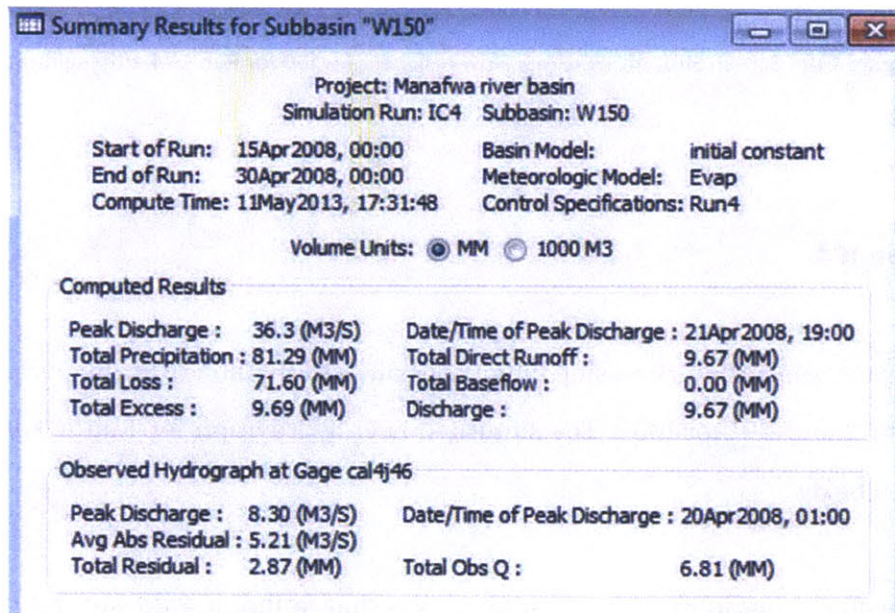 Summary Results for Subbasin "W150"
Project: Manafwa river basin
Simulation Run: IC4 Subbasin: W150
Start of Run: 15Apr2008, 00:00 Basin Model: initial constant
End of Run: 30Apr2008, 00:00 Meteorologic Model: Evap
Compute Time: 11May2013, 17:31:48 Control Specifications: Run4
Volume Units: MM 1000 M3
Computed Results
Peak Discharge : 36.3 (M3/S) Date/Time of Peak Discharge : 21Apr2008, 19:00
Total Precipitation : 81.29 (MM) Total Direct Runoff : 9.67 (MM)
Total Loss : 71.60 (MM) Total Baseflow : 0.00 (MM)
Total Excess : 9.69 (MM) Discharge : 9.67 (MM)
Observed Hydrograph at Gage cal4j46
Peak Discharge : 8.30 (M3/S) Date/Time of Peak Discharge : 20Apr2008, 01:00
Avg Abs Residual : 5.21 (M3/S)
Total Residual : 2.87 (MM) Total Obs Q : 6.81 (MM)